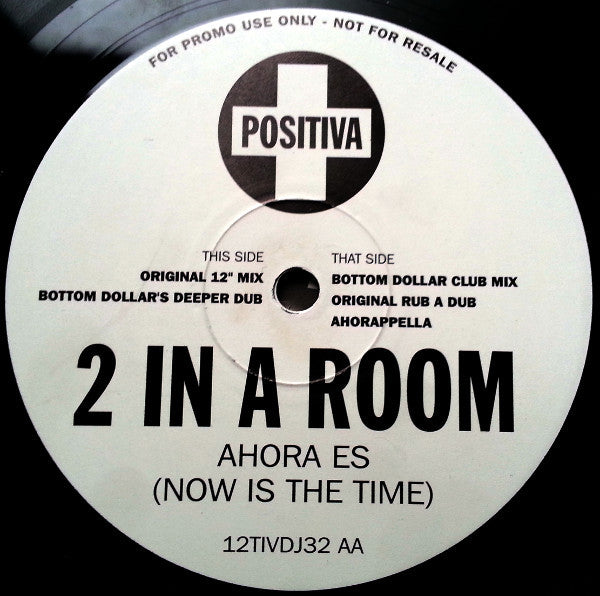 FOR PROMO USE ONLY - NOT FOR RESALE
POSITIVA
THIS SIDE
ORIGINAL 12" MIX
BOTTOM DOLLAR'S DEEPER DUB
THAT SIDE
BOTTOM DOLLAR CLUB MIX
ORIGINAL RUB A DUB
AHORAPPELLA
2 IN A ROOM
AHORA ES
(NOW IS THE TIME)
12TIVDJ32 AA